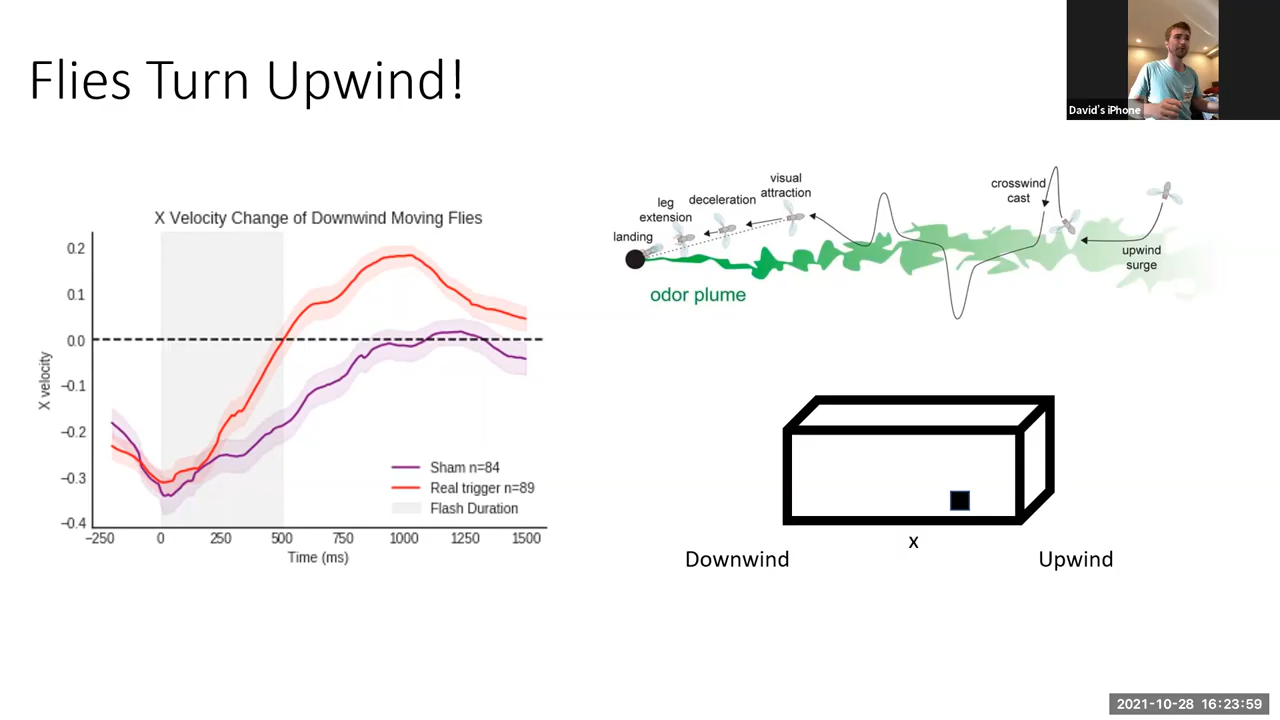 Flies Turn Upwind!
David's iPhone
X Velocity Change of Downwind Moving Flies
0.2
0.1
0.0
−0.1
−0.2
−0.3
−0.4
X velocity
−250 0 250 500 750 1000 1250 1500
Time (ms)
Sham n=84
Real trigger n=89
Flash Duration
landing
leg
extension
deceleration
visual
attraction
crosswind
cast
upwind
surge
odor plume
x
Downwind
Upwind
2021-10-28 16:23:59